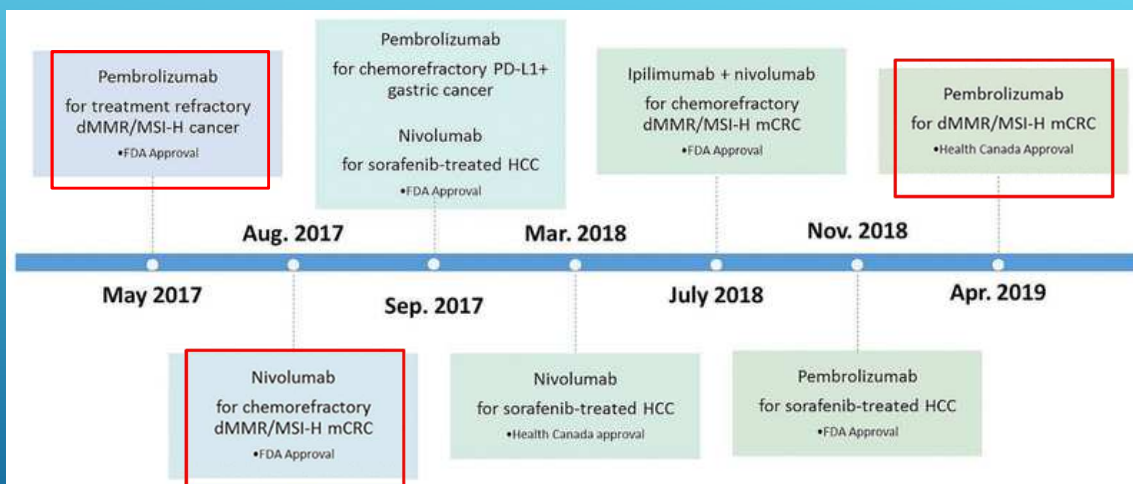 Pembrolizumab
for treatment refractory
dMMR/MSI-H cancer
•FDA Approval
Pembrolizumab
for chemorefractory PD-L1+
gastric cancer
Nivolumab
for sorafenib-treated HCC
•FDA Approval
Ipilimumab + nivolumab
for chemorefractory
dMMR/MSI-H mCRC
•FDA Approval
Pembrolizumab
for dMMR/MSI-H mCRC
•Health Canada Approval
Aug. 2017
Mar. 2018
Nov. 2018
May 2017
Sep. 2017
July 2018
Apr. 2019
Nivolumab
for chemorefractory
dMMR/MSI-H mCRC
•FDA Approval
Nivolumab
for sorafenib-treated HCC
•Health Canada approval
Pembrolizumab
for sorafenib-treated HCC
•FDA Approval